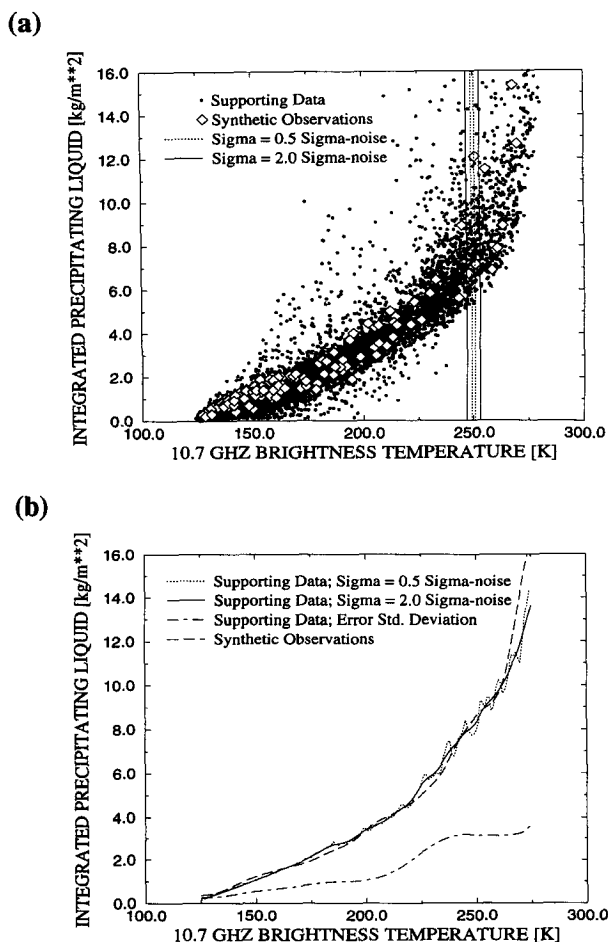 (a)
INTEGRATED PRECIPITATING LIQUID [kg/m**2]
16.0
14.0
12.0
10.0
8.0
6.0
4.0
2.0
0.0
Supporting Data
Synthetic Observations
Sigma = 0.5 Sigma-noise
Sigma = 2.0 Sigma-noise
100.0 150.0 200.0 250.0 300.0
10.7 GHZ BRIGHTNESS TEMPERATURE [K]
(b)
INTEGRATED PRECIPITATING LIQUID [kg/m**2]
16.0
14.0
12.0
10.0
8.0
6.0
4.0
2.0
0.0
Supporting Data; Sigma = 0.5 Sigma-noise
Supporting Data; Sigma = 2.0 Sigma-noise
Supporting Data; Error Std. Deviation
Synthetic Observations
100.0 150.0 200.0 250.0 300.0
10.7 GHZ BRIGHTNESS TEMPERATURE [K]